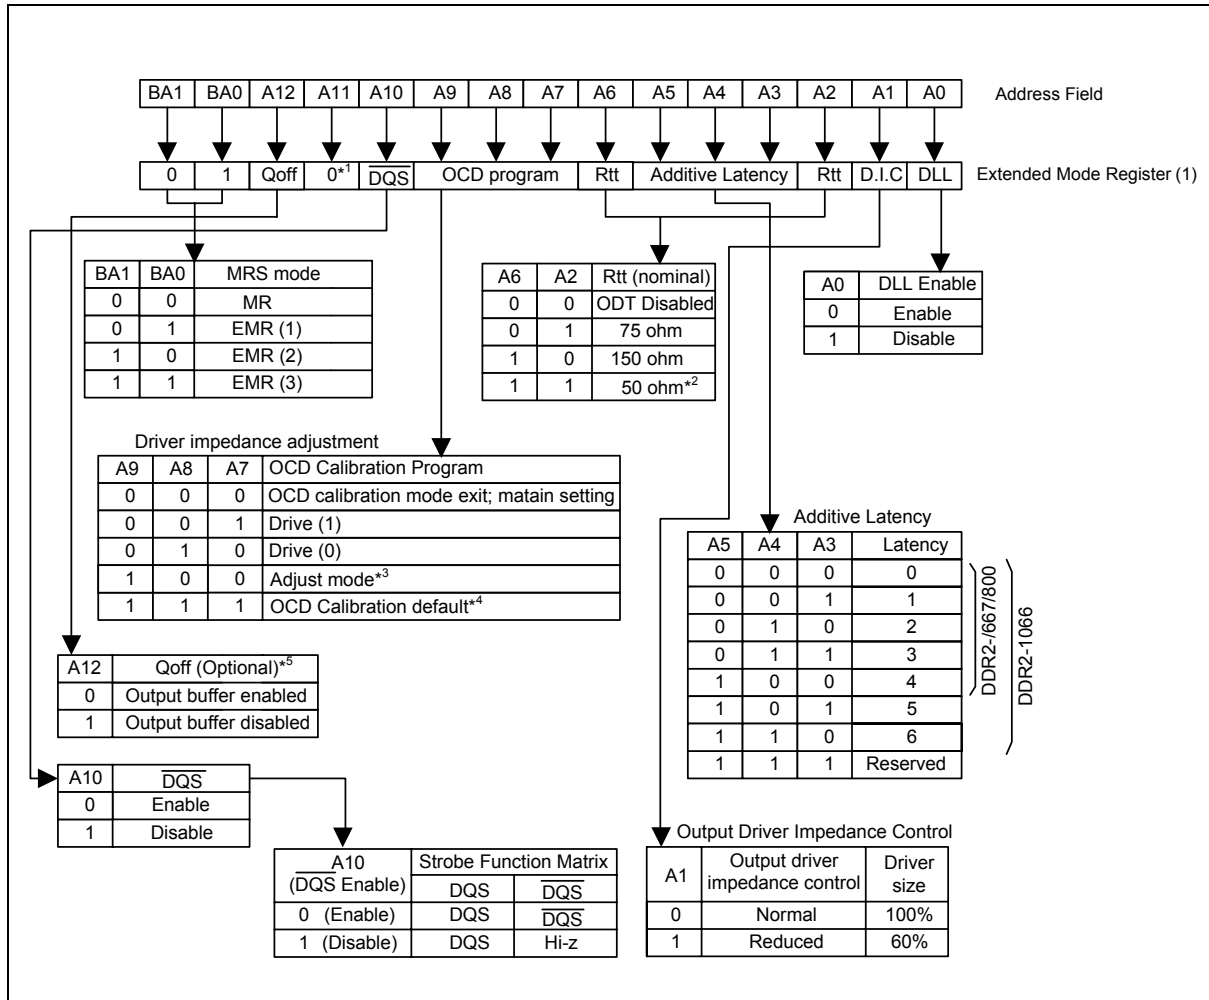 BA1 BA0 A12 A11 A10 A9 A8 A7 A6 A5 A4 A3 A2 A1 A0 Address Field
0 1 Qoff 0*1 DQS OCD program Rtt Additive Latency Rtt D.I.C DLL Extended Mode Register (1)
BA1 BA0 MRS mode
0 0 MR
0 1 EMR (1)
1 0 EMR (2)
1 1 EMR (3)
A6 A2 Rtt (nominal)
0 0 ODT Disabled
0 1 75 ohm
1 0 150 ohm
1 1 50 ohm*2
A0 DLL Enable
0 Enable
1 Disable
Driver impedance adjustment
A9 A8 A7 OCD Calibration Program
0 0 0 OCD calibration mode exit; matain setting
0 0 1 Drive (1)
0 1 0 Drive (0)
1 0 0 Adjust mode*3
1 1 1 OCD Calibration default*4
Additive Latency
A5 A4 A3 Latency
0 0 0 0
0 0 1 1
0 1 0 2
0 1 1 3
1 0 0 4
1 0 1 5
1 1 0 6
1 1 1 Reserved
DDR2-/667/800
DDR2-1066
A12 Qoff (Optional)*5
0 Output buffer enabled
1 Output buffer disabled
A10 DQS
0 Enable
1 Disable
A10 (DQS Enable) Strobe Function Matrix
DQS DQS
0 (Enable) DQS DQS
1 (Disable) DQS Hi-z
Output Driver Impedance Control
A1 Output driver impedance control Driver size
0 Normal 100%
1 Reduced 60%